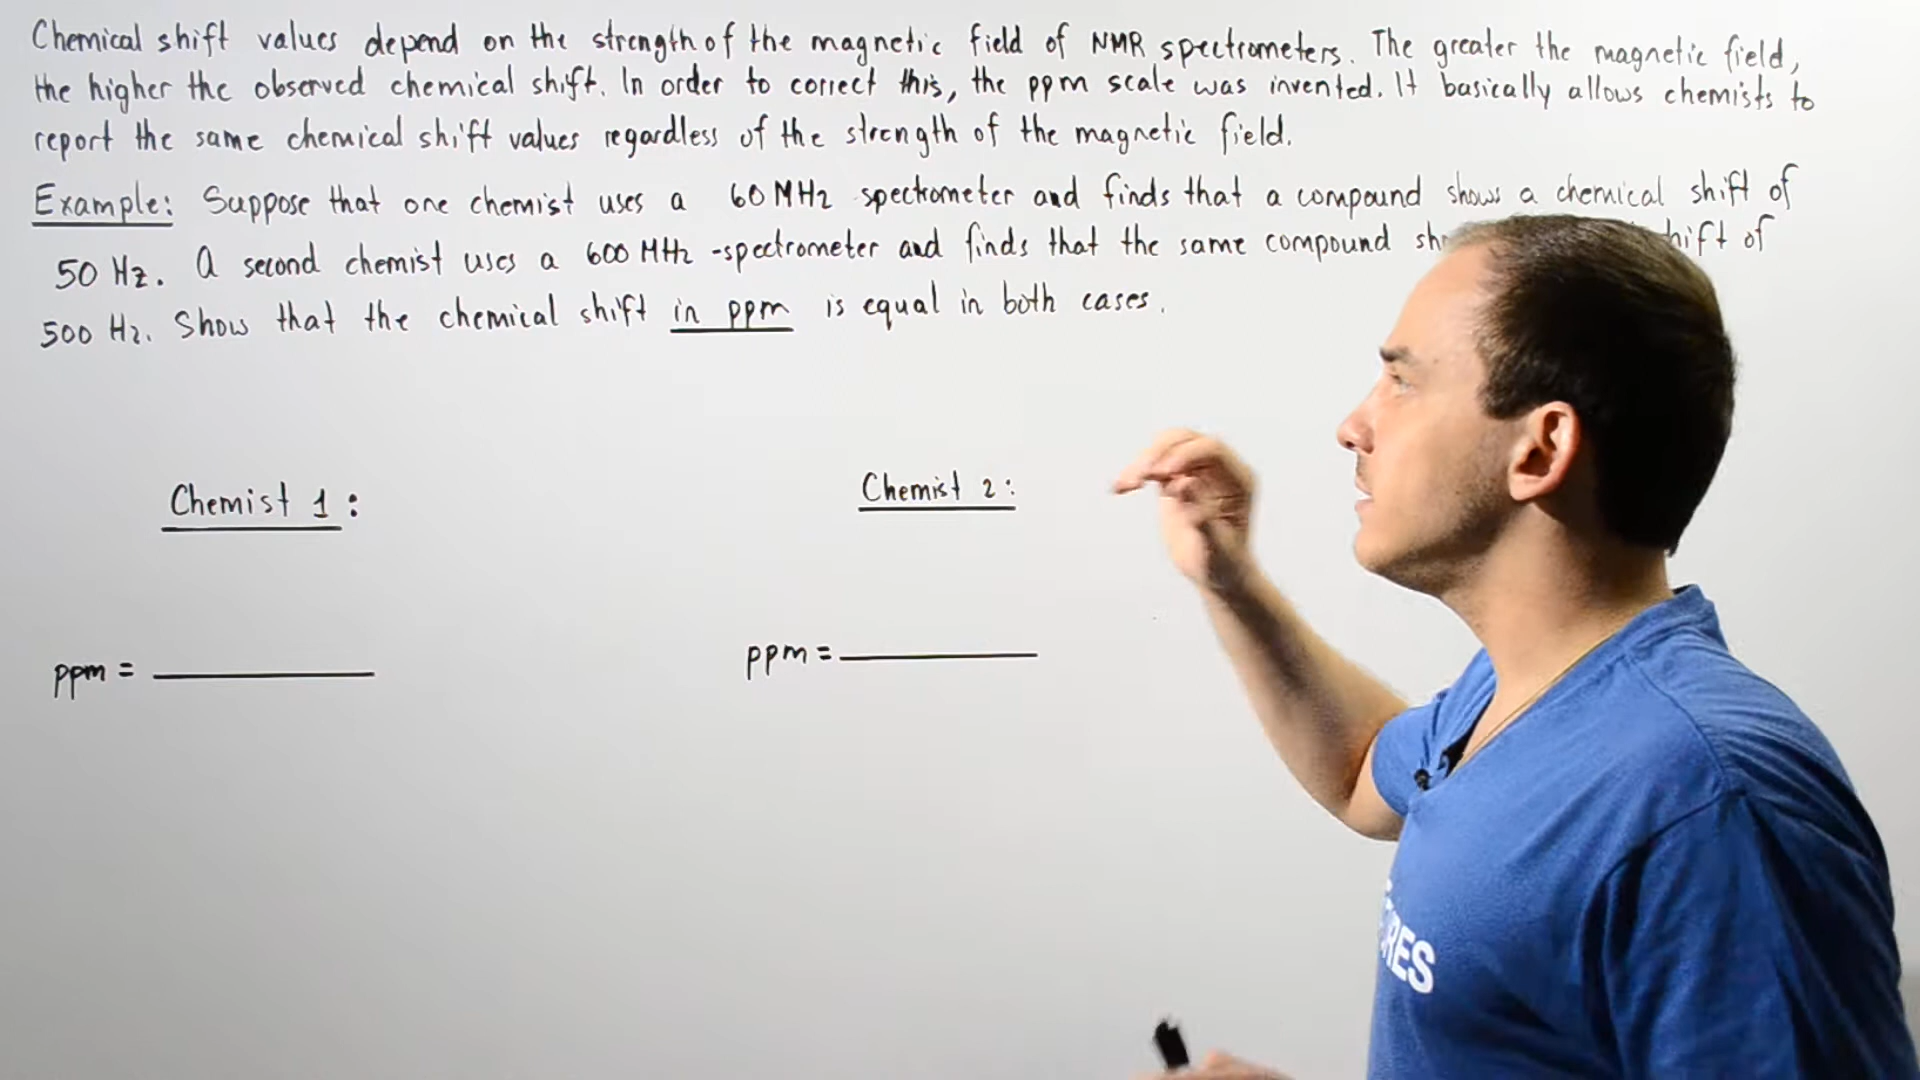 Chemical shift values depend on the strength of the magnetic field of NMR spectrometers. The greater the magnetic field,
the higher the observed chemical shift. In order to correct this, the ppm scale was invented. It basically allows chemists to
report the same chemical shift values regardless of the strength of the magnetic field.
Example: Suppose that one chemist uses a 60 MHz spectrometer and finds that a compound shows a chemical shift of
50 Hz. A second chemist uses a 600 MHz -spectrometer and finds that the same compound sh hift of
500 Hz. Show that the chemical shift in ppm is equal in both cases.
Chemist 1:
Chemist 2:
ppm =
ppm =
RES